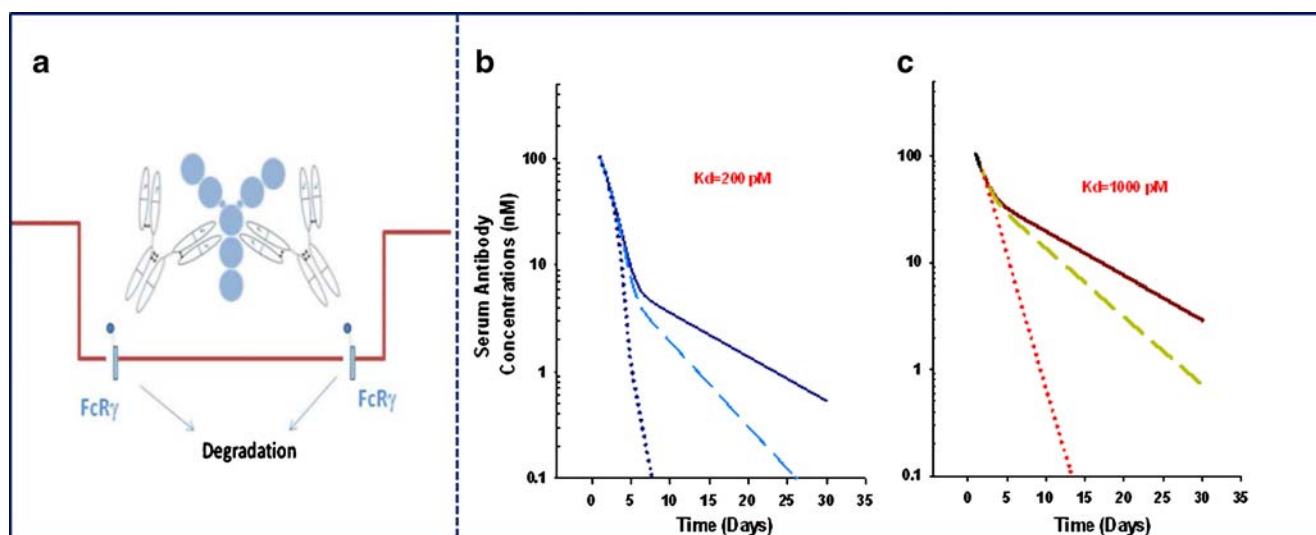 a
FcRγ
FcRγ
Degradation
b
Kd=200 pM
Serum Antibody
Concentrations (nM)
100
10
1
0.1
0 5 10 15 20 25 30 35
Time (Days)
c
Kd=1000 pM
100
10
1
0.1
0 5 10 15 20 25 30 35
Time (Days)